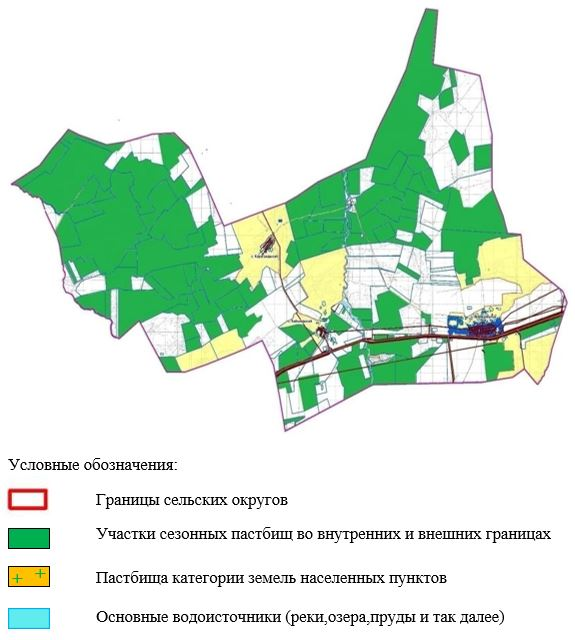 Условные обозначения:
Границы сельских округов
Участки сезонных пастбищ во внутренних и внешних границах
Пастбища категории земель населенных пунктов
Основные водоисточники (реки,озера,пруды и так далее)